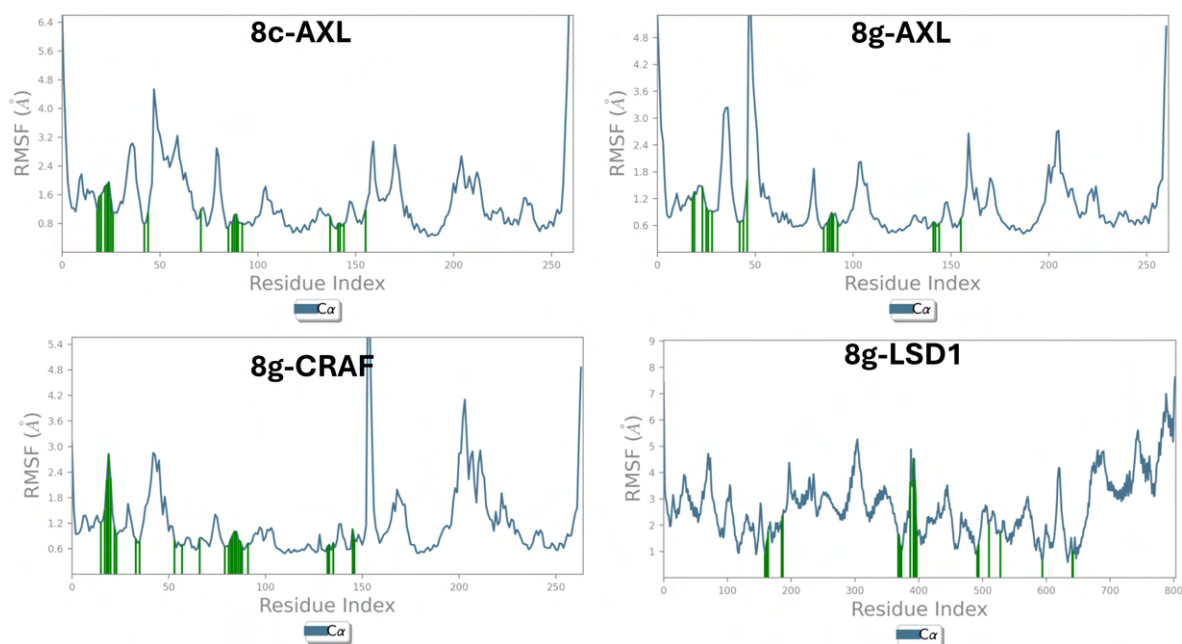 8c-AXL
RMSF (Å)
6.4
5.6
4.8
4.0
3.2
2.4
1.6
0.8
0 50 100 150 200 250
Residue Index
Cα
8g-AXL
RMSF (Å)
4.8
4.2
3.6
3.0
2.4
1.8
1.2
0.6
0 50 100 150 200 250
Residue Index
Cα
8g-CRAF
RMSF (Å)
5.4
4.8
4.2
3.6
3.0
2.4
1.8
1.2
0.6
0 50 100 150 200 250
Residue Index
Cα
8g-LSD1
RMSF (Å)
9
8
7
6
5
4
3
2
1
0 100 200 300 400 500 600 700 800
Residue Index
Cα